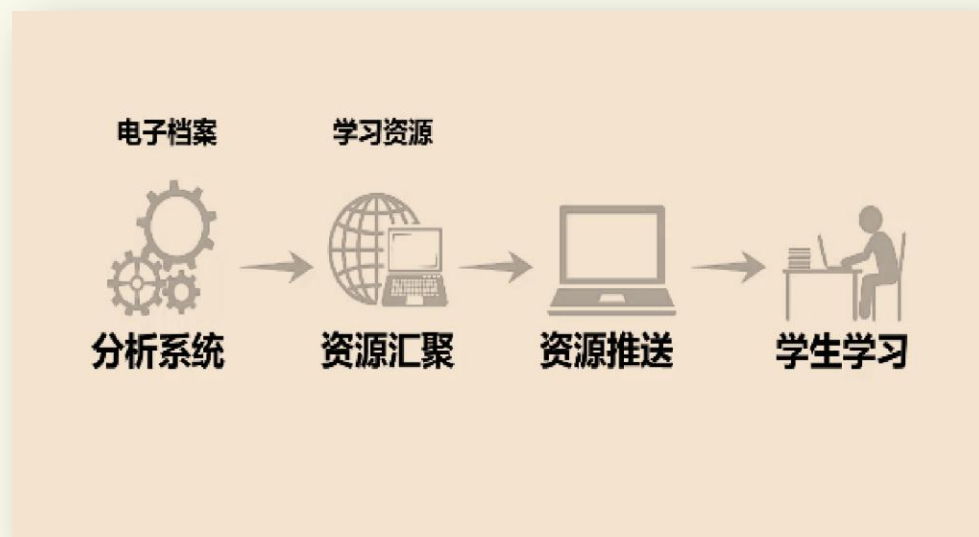 电子档案
学习资源
分析系统
资源汇聚
资源推送
学生学习